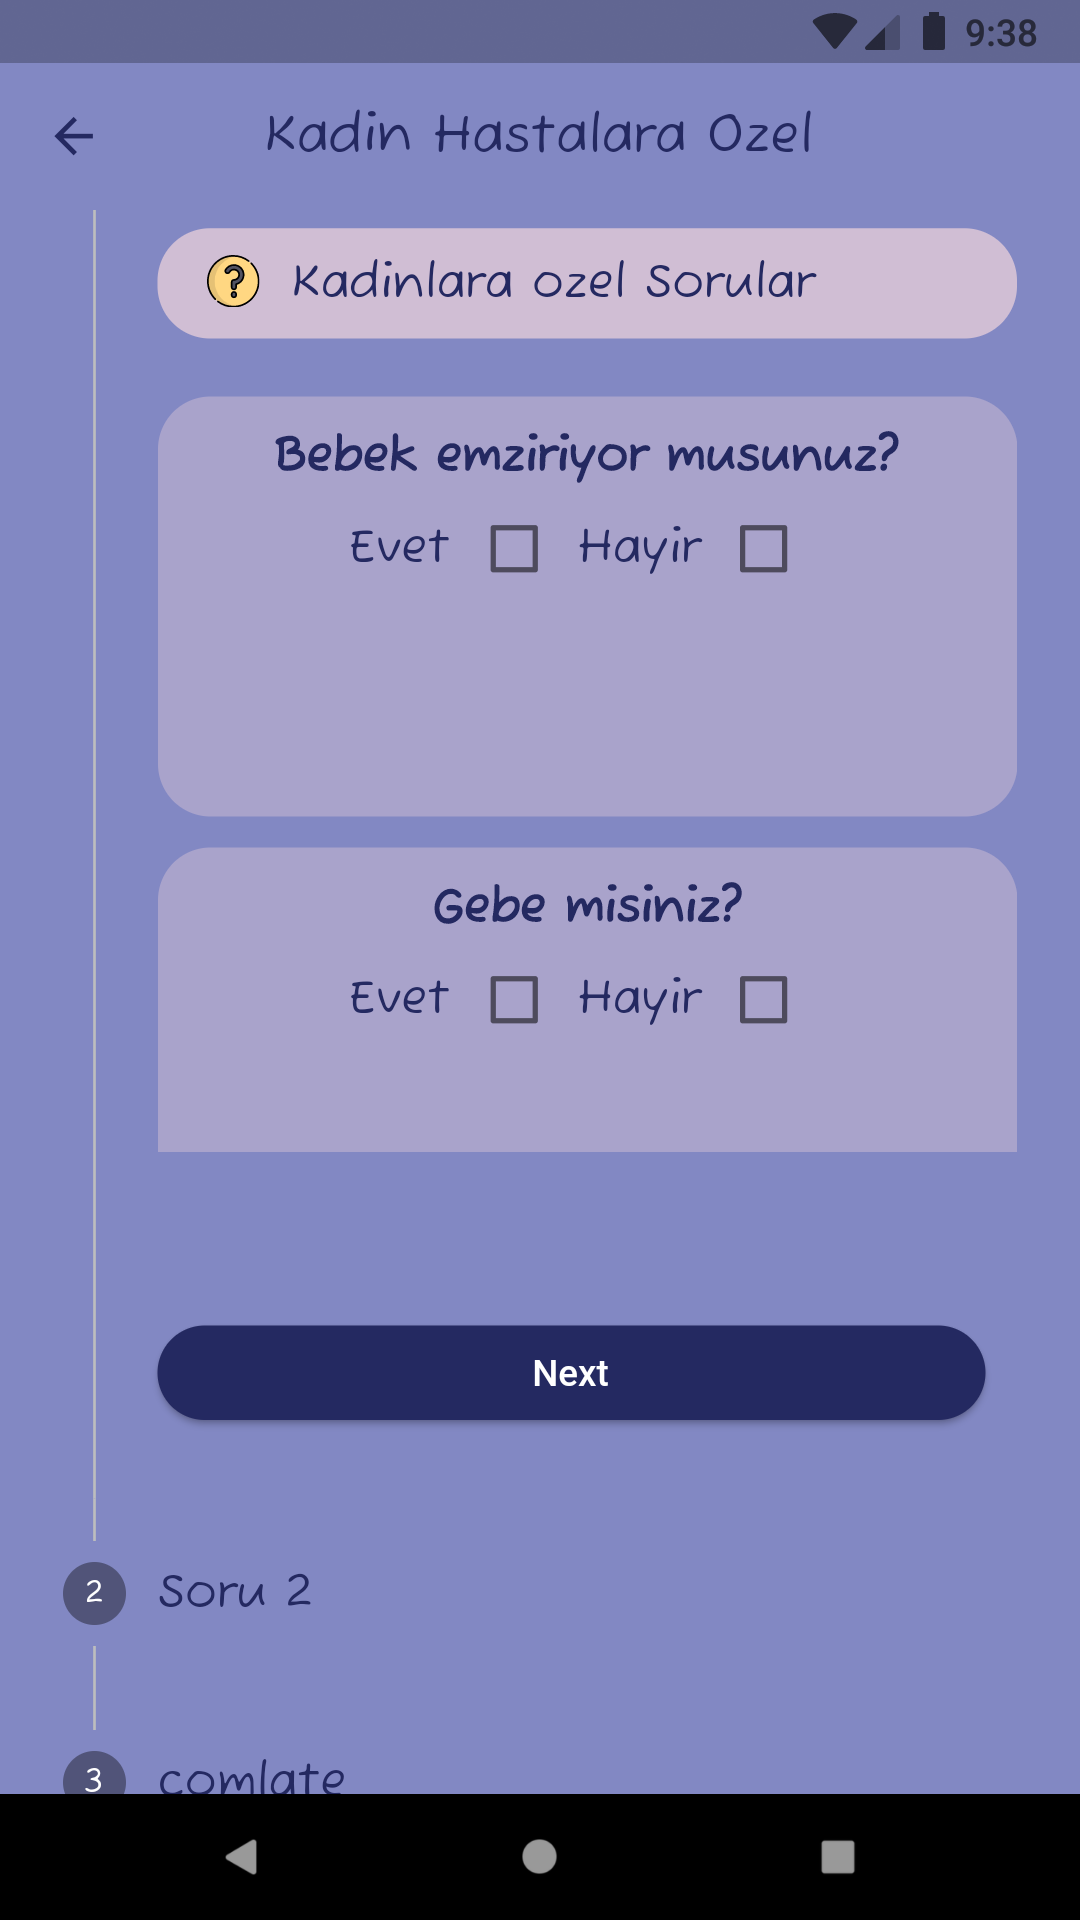 9:38
Kadin Hastalara Ozel
Kadinlara ozel Sorular
Bebek emziriyor musunuz?
Evet Hayir
Gebe misiniz?
Evet Hayir
Next
2 Soru 2
3 comlate